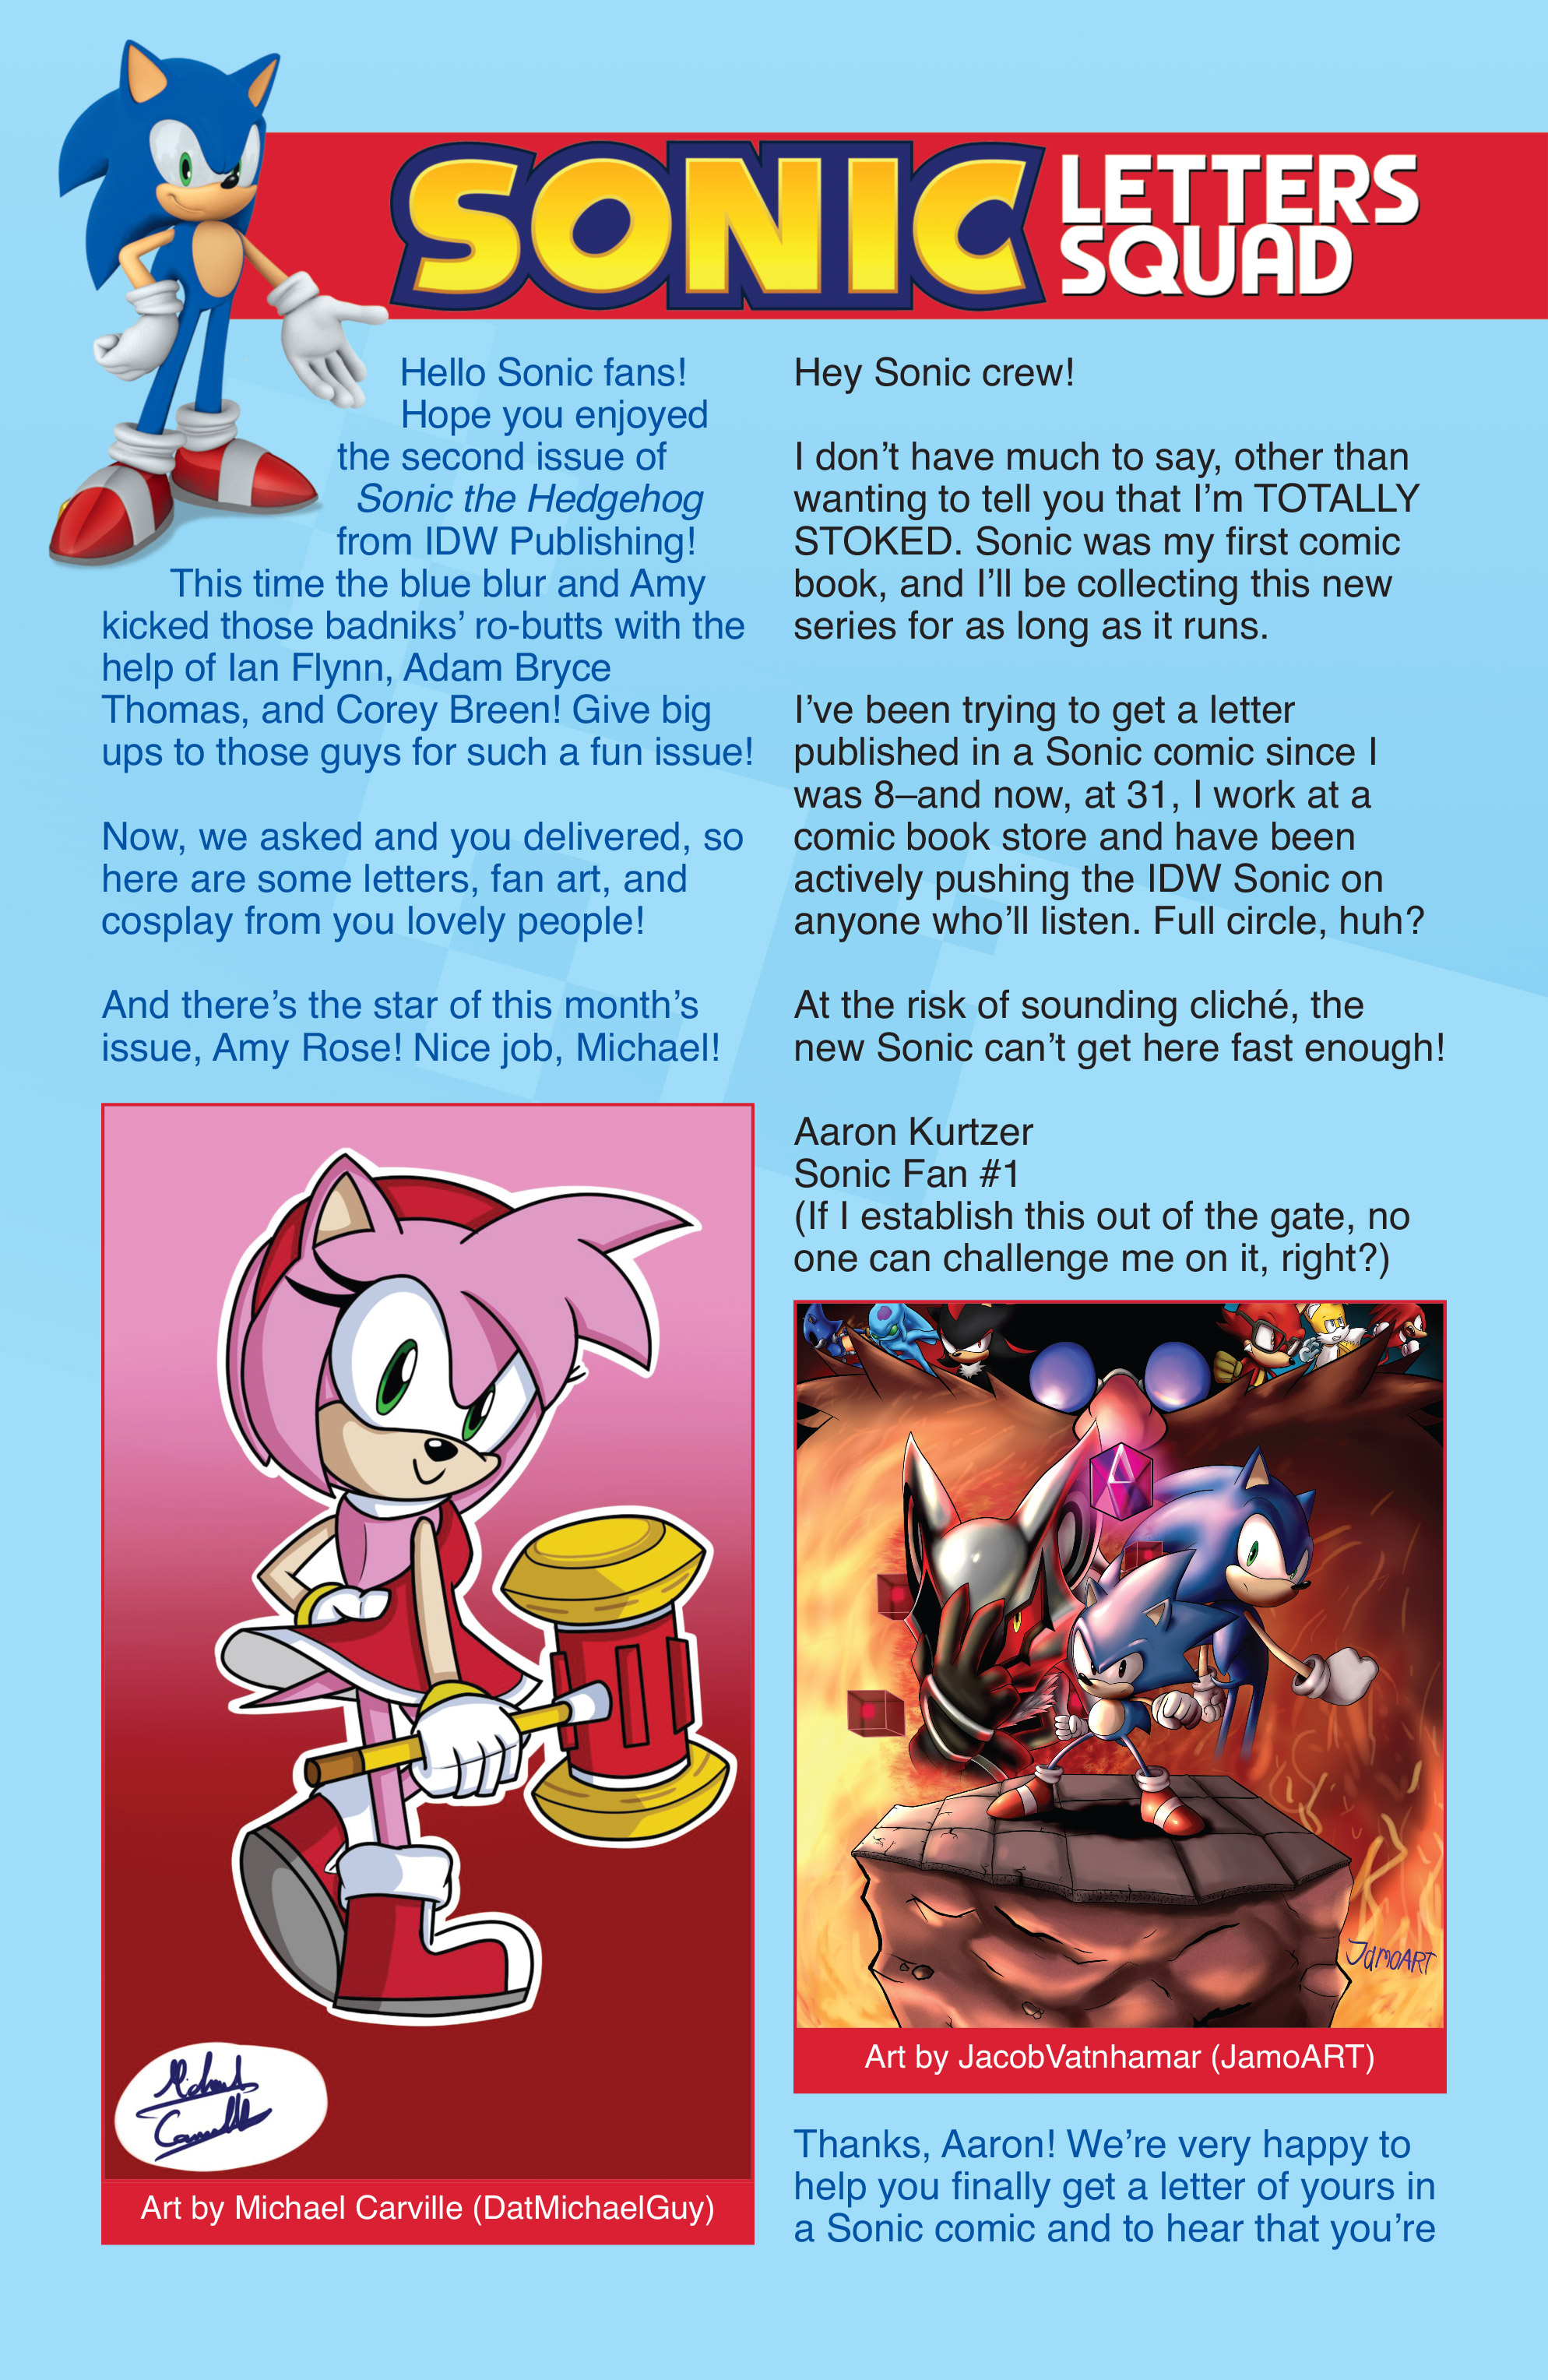 SONIC
LETTERS
SQUAD
Hello Sonic fans!
Hope you enjoyed
the second issue of
Sonic the Hedgehog
from IDW Publishing!
This time the blue blur and Amy
kicked those badniks’ ro-butts with the
help of Ian Flynn, Adam Bryce
Thomas, and Corey Breen! Give big
ups to those guys for such a fun issue!
Now, we asked and you delivered, so
here are some letters, fan art, and
cosplay from you lovely people!
And there’s the star of this month’s
issue, Amy Rose! Nice job, Michael!
Michael
Carville
Art by Michael Carville (DatMichaelGuy)
Hey Sonic crew!
I don’t have much to say, other than
wanting to tell you that I’m TOTALLY
STOKED. Sonic was my first comic
book, and I’ll be collecting this new
series for as long as it runs.
I’ve been trying to get a letter
published in a Sonic comic since I
was 8–and now, at 31, I work at a
comic book store and have been
actively pushing the IDW Sonic on
anyone who’ll listen. Full circle, huh?
At the risk of sounding cliché, the
new Sonic can’t get here fast enough!
Aaron Kurtzer
Sonic Fan #1
(If I establish this out of the gate, no
one can challenge me on it, right?)
JamoART
Art by JacobVatnhamar (JamoART)
Thanks, Aaron! We’re very happy to
help you finally get a letter of yours in
a Sonic comic and to hear that you’re